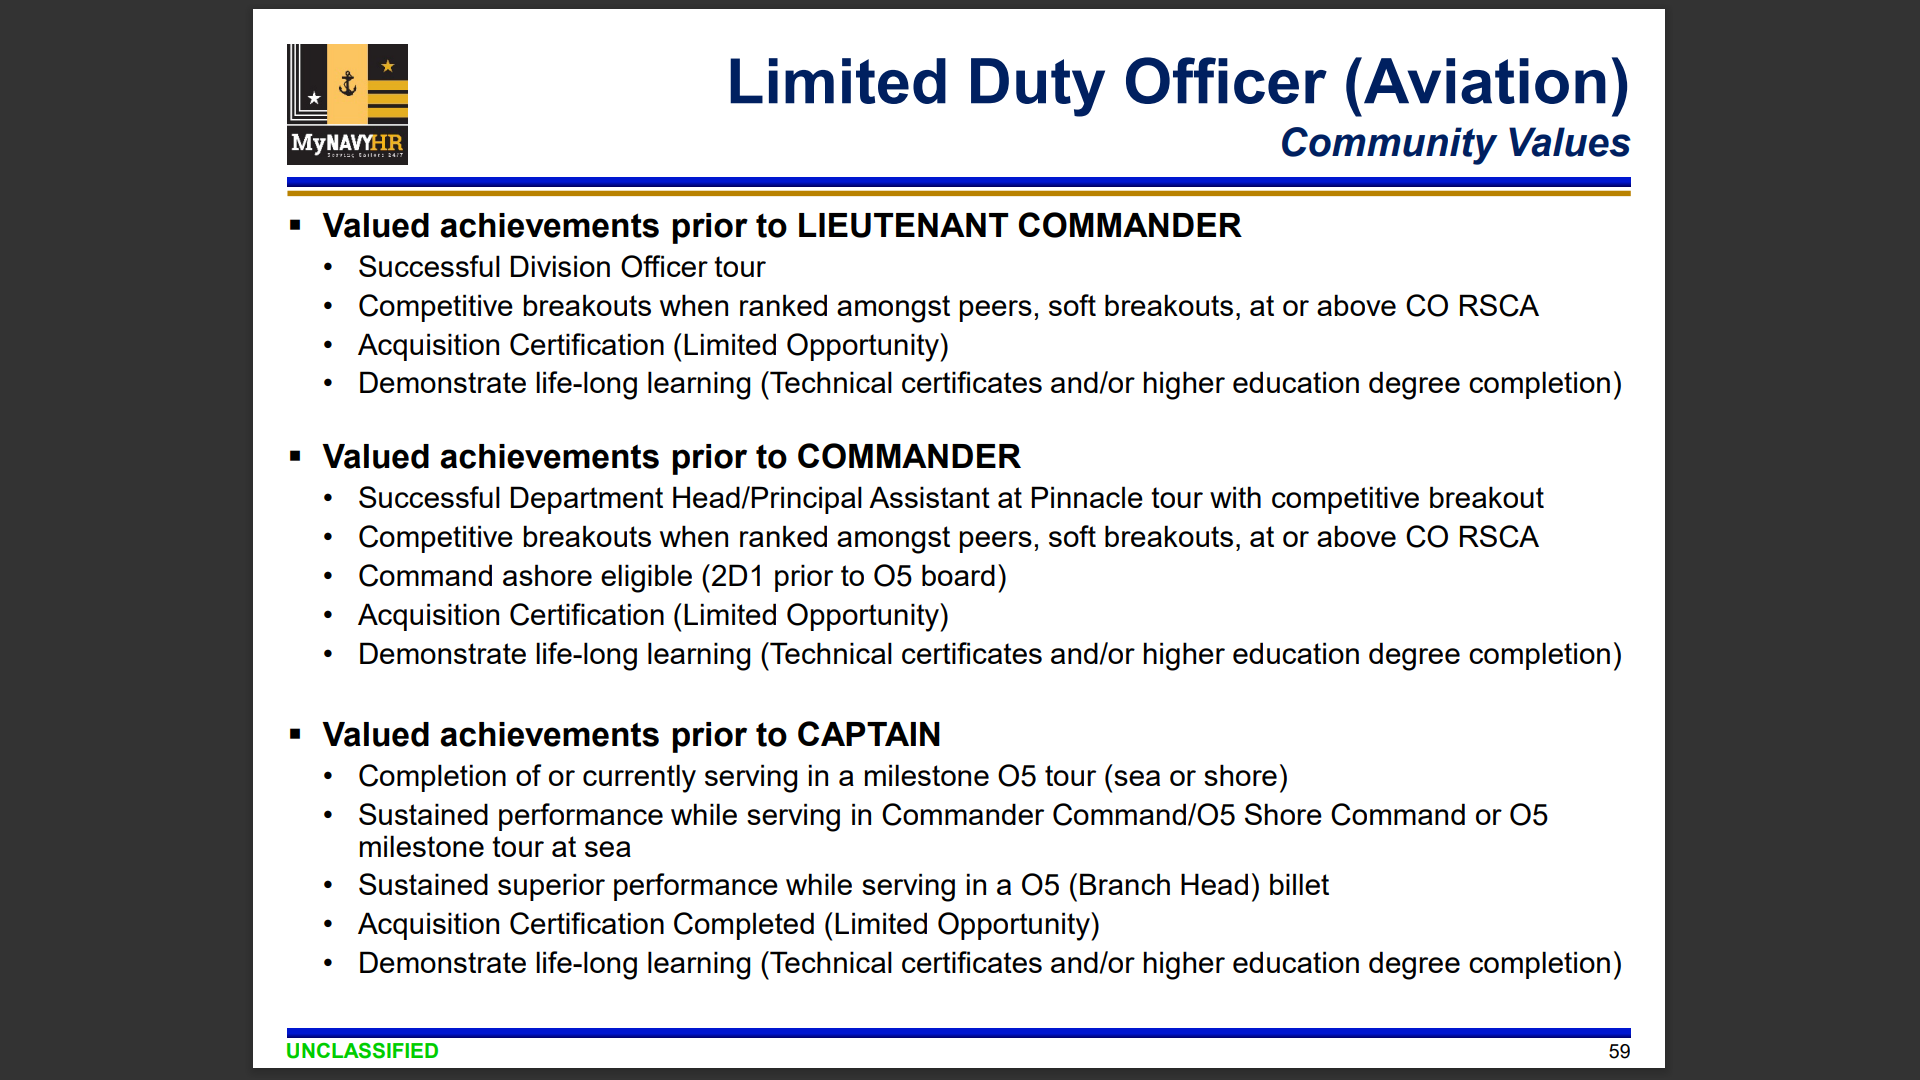 MyNAVYHR
Serving Sailors 24/7
Limited Duty Officer (Aviation)
Community Values
▪ Valued achievements prior to LIEUTENANT COMMANDER
• Successful Division Officer tour
• Competitive breakouts when ranked amongst peers, soft breakouts, at or above CO RSCA
• Acquisition Certification (Limited Opportunity)
• Demonstrate life-long learning (Technical certificates and/or higher education degree completion)
▪ Valued achievements prior to COMMANDER
• Successful Department Head/Principal Assistant at Pinnacle tour with competitive breakout
• Competitive breakouts when ranked amongst peers, soft breakouts, at or above CO RSCA
• Command ashore eligible (2D1 prior to O5 board)
• Acquisition Certification (Limited Opportunity)
• Demonstrate life-long learning (Technical certificates and/or higher education degree completion)
▪ Valued achievements prior to CAPTAIN
• Completion of or currently serving in a milestone O5 tour (sea or shore)
• Sustained performance while serving in Commander Command/O5 Shore Command or O5
milestone tour at sea
• Sustained superior performance while serving in a O5 (Branch Head) billet
• Acquisition Certification Completed (Limited Opportunity)
• Demonstrate life-long learning (Technical certificates and/or higher education degree completion)
UNCLASSIFIED
59